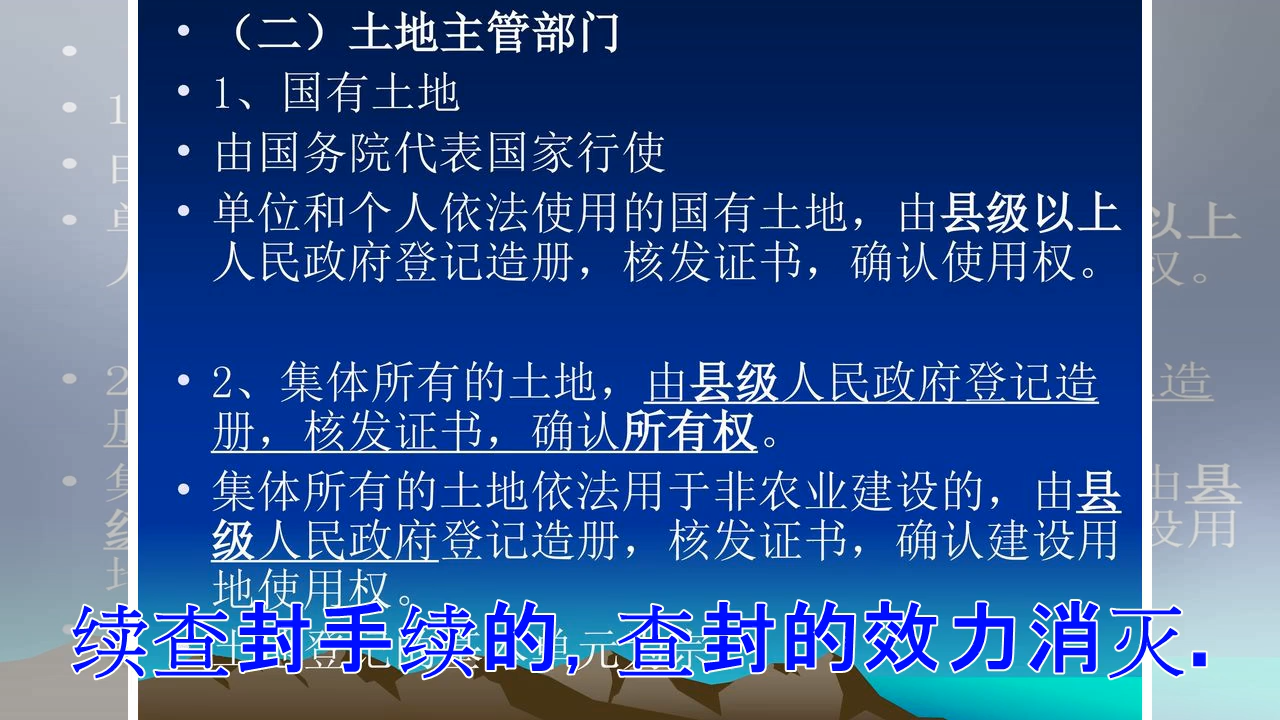 （二）土地主管部门
1、国有土地
由国务院代表国家行使
单位和个人依法使用的国有土地，由县级以上
人民政府登记造册，核发证书，确认使用权。
2、集体所有的土地，由县级人民政府登记造
册，核发证书，确认所有权。
集体所有的土地依法用于非农业建设的，由县
级人民政府登记造册，核发证书，确认建设用
地使用权。
续查封手续的,查封的效力消灭.